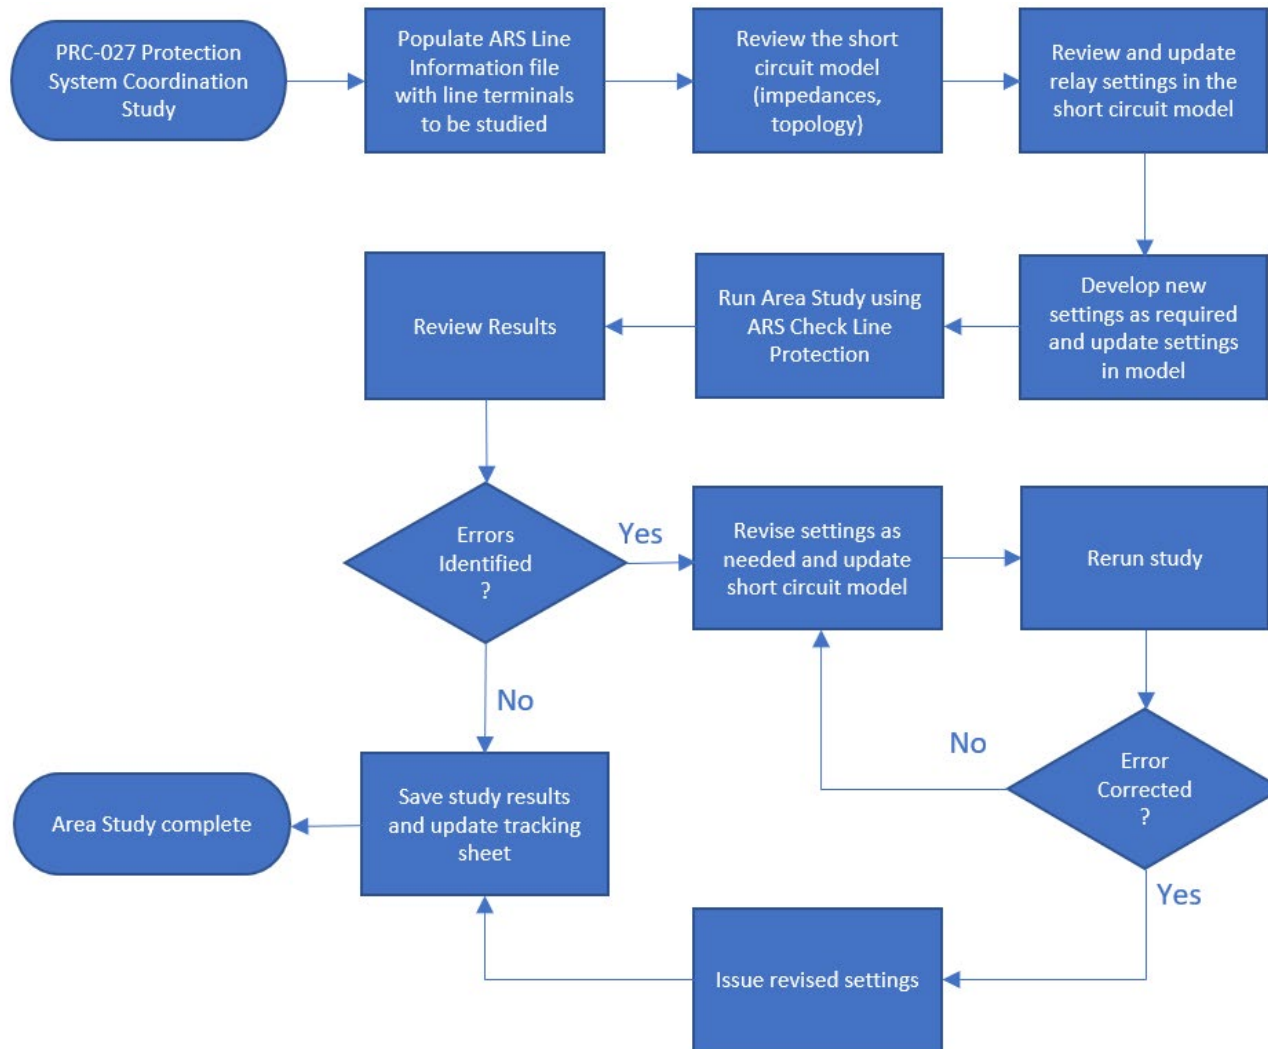 PRC-027 Protection
System Coordination
Study
Populate ARS Line
Information file
with line terminals
to be studied
Review the short
circuit model
(impedances,
topology)
Review and update
relay settings in the
short circuit model
Develop new
settings as required
and update settings
in model
Run Area Study using
ARS Check Line
Protection
Review Results
Errors
Identified
?
Yes
Revise settings as
needed and update
short circuit model
Rerun study
No
No
Error
Corrected
?
Yes
Save study results
and update tracking
sheet
Area Study complete
Issue revised settings